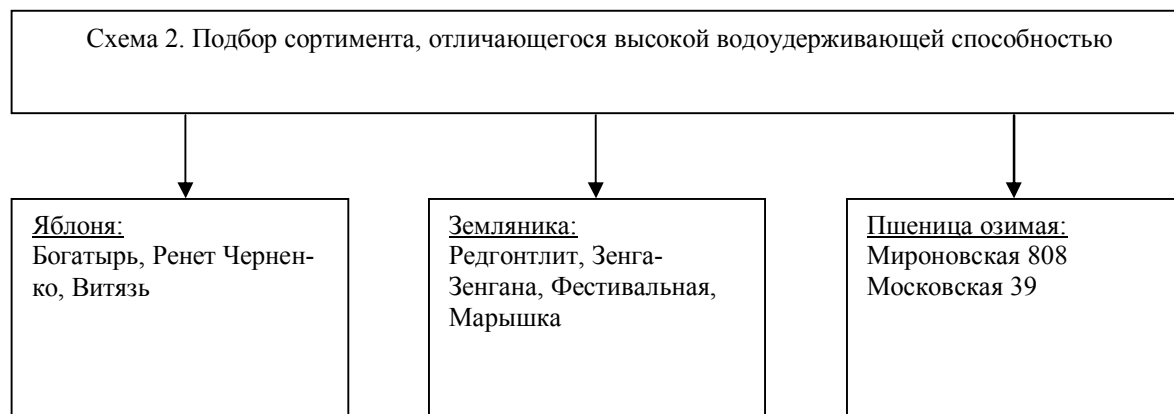 Схема 2. Подбор сортимента, отличающегося высокой водоудерживающей способностью
Яблоня:
Богатырь, Ренет Чернен-
ко, Витязь
Земляника:
Редгонтлит, Зенга-
Зенгана, Фестивальная,
Марышка
Пшеница озимая:
Мироновская 808
Московская 39